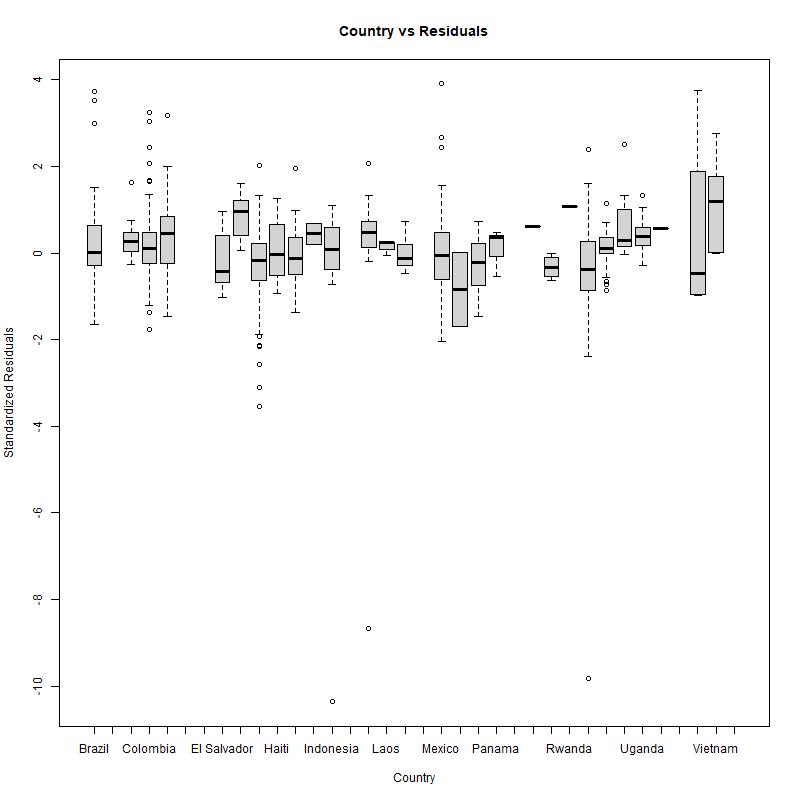 Country vs Residuals
Standardized Residuals
4
2
0
-2
-4
-6
-8
-10
Brazil Colombia El Salvador Haiti Indonesia Laos Mexico Panama Rwanda Uganda Vietnam
Country